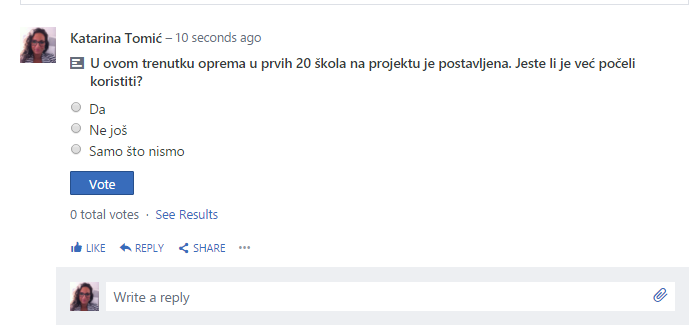 Katarina Tomić – 10 seconds ago
U ovom trenutku oprema u prvih 20 škola na projektu je postavljena. Jeste li je već počeli
koristiti?
Da
Ne još
Samo što nismo
Vote
0 total votes · See Results
LIKE REPLY SHARE •••
Write a reply